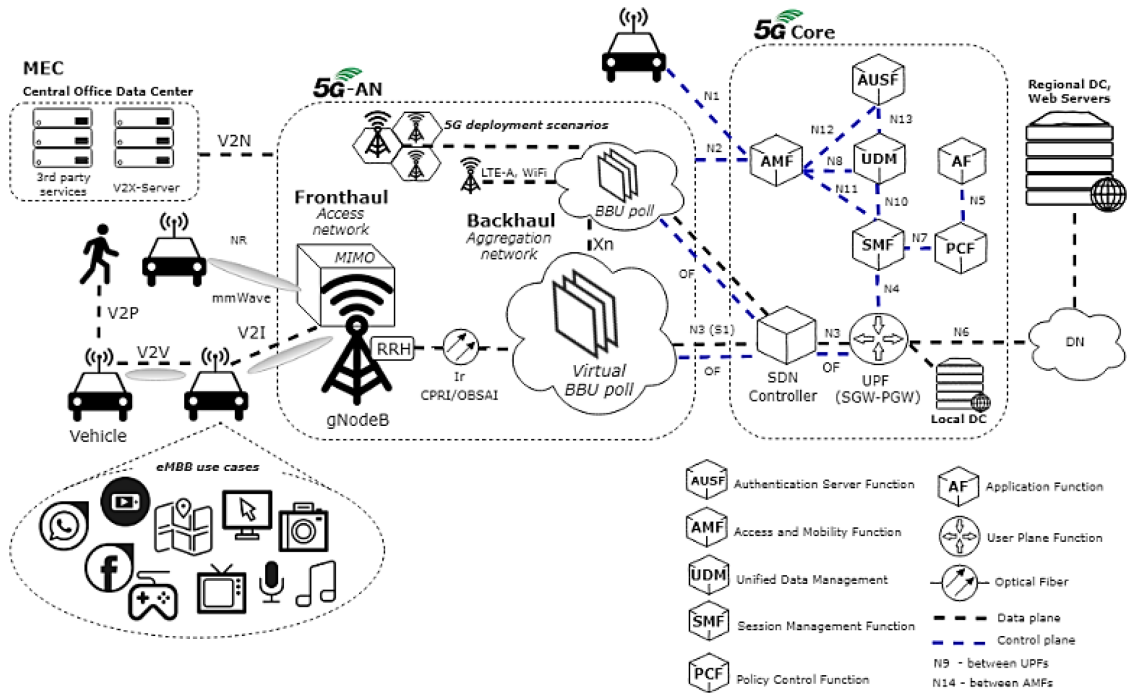 5G Core
MEC
Central Office Data Center
3rd party
services
V2X-Server
V2N
5G-AN
5G deployment scenarios
LTE-A, WiFi
BBU poll
Fronthaul
Access
network
Backhaul
Aggregation
network
Xn
MIMO
NR
mmWave
V2P
V2I
V2V
Vehicle
RRH
gNodeB
Ir
CPRI/OBSAI
Virtual
BBU poll
OF
N3 (S1)
OF
N1
N2
AUSF
N12
N13
AMF
N8
UDM
AF
N11
N10
N5
SMF
N7
PCF
N4
N3
OF
SDN
Controller
UPF
(SGW-PGW)
N6
Local DC
DN
Regional DC,
Web Servers
eMBB use cases
AUSF
Authentication Server Function
AMF
Access and Mobility Function
UDM
Unified Data Management
SMF
Session Management Function
PCF
Policy Control Function
AF
Application Function
User Plane Function
Optical Fiber
Data plane
Control plane
N9 - between UPFs
N14 - between AMFs